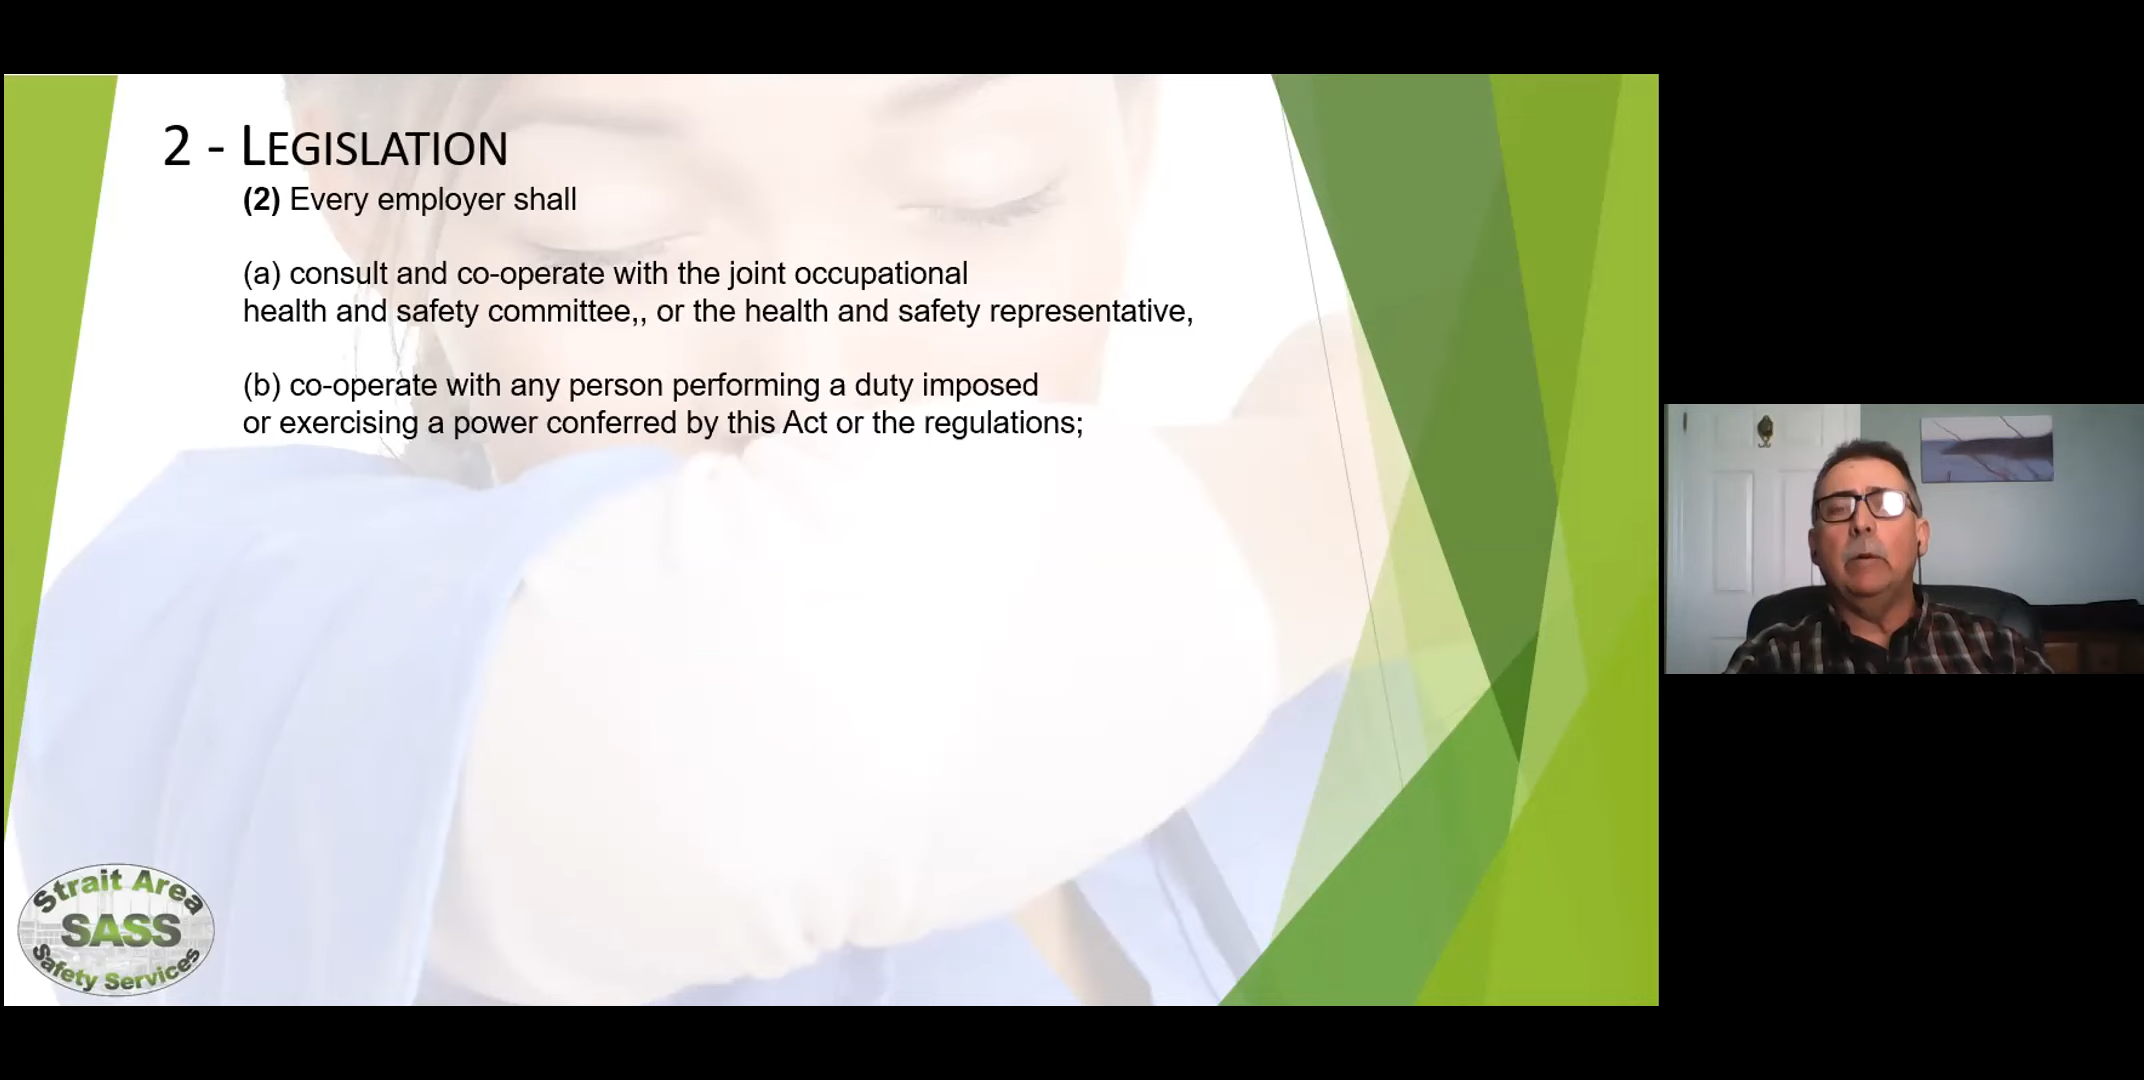 2 - LEGISLATION
(2) Every employer shall
(a) consult and co-operate with the joint occupational
health and safety committee,, or the health and safety representative,
(b) co-operate with any person performing a duty imposed
or exercising a power conferred by this Act or the regulations;
Strait Area
SASS
Safety Services